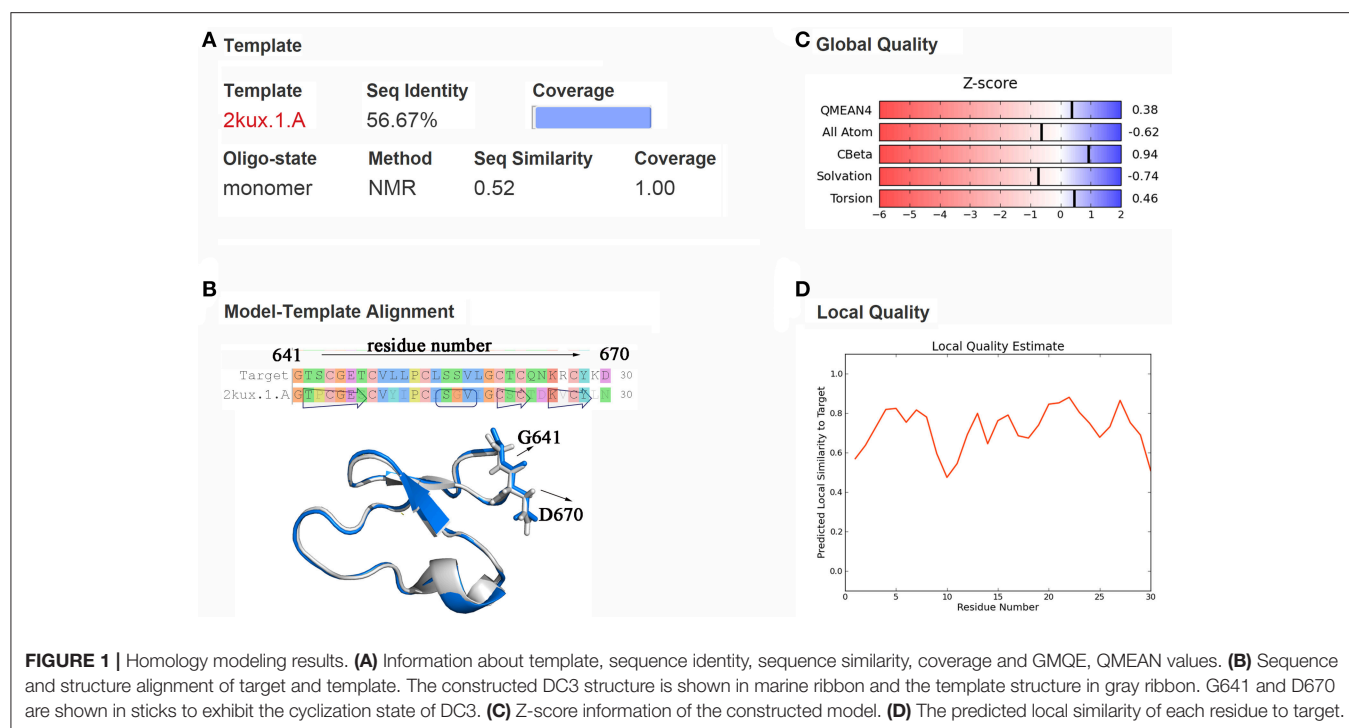 A Template
Template Seq Identity Coverage
2kux.1.A 56.67%
Oligo-state Method Seq Similarity Coverage
monomer NMR 0.52 1.00
B Model-Template Alignment
residue number
641 670
Target GTSCGETCVLLPCLSSVLGCTCQNKRCYKD 30
2kux.1.A 30
G641
D670
C Global Quality
Z-score
QMEAN4 0.38
All Atom -0.62
CBeta 0.94
Solvation -0.74
Torsion 0.46
−6 −5 −4 −3 −2 −1 0 1 2
D Local Quality
Local Quality Estimate
Predicted Local Similarity to Target
1.0
0.8
0.6
0.4
0.2
0.0
0 5 10 15 20 25 30
Residue Number
FIGURE 1 | Homology modeling results. (A) Information about template, sequence identity, sequence similarity, coverage and GMQE, QMEAN values. (B) Sequence
and structure alignment of target and template. The constructed DC3 structure is shown in marine ribbon and the template structure in gray ribbon. G641 and D670
are shown in sticks to exhibit the cyclization state of DC3. (C) Z-score information of the constructed model. (D) The predicted local similarity of each residue to target.